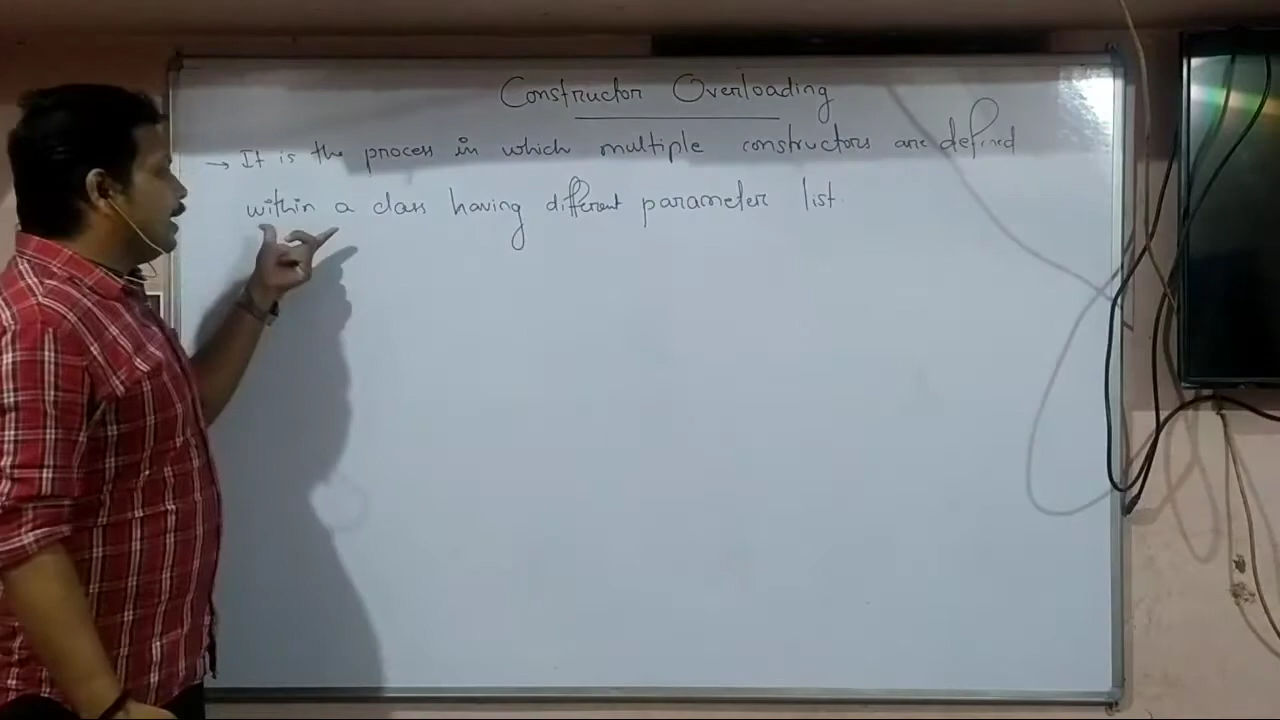 Constructor Overloading
→ It is the process in which multiple constructors are defined
within a class having different parameter list.